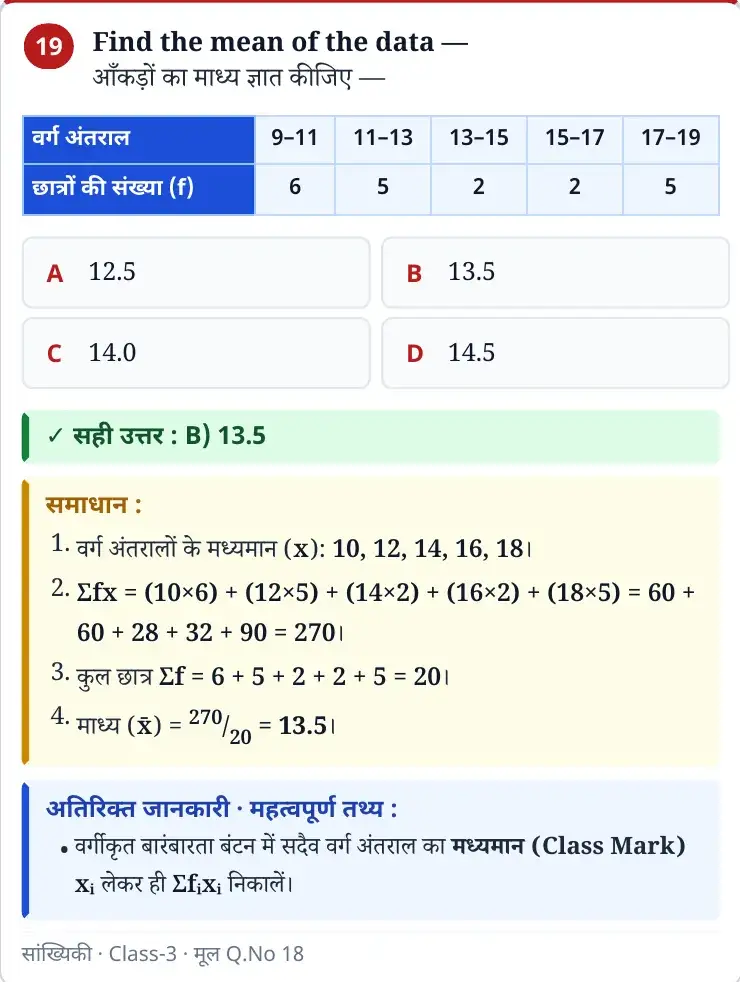 19 Find the mean of the data —
आँकड़ों का माध्य ज्ञात कीजिए —
वर्ग अंतराल 9–11 11–13 13–15 15–17 17–19
छात्रों की संख्या (f) 6 5 2 2 5
A 12.5 B 13.5
C 14.0 D 14.5
✓ सही उत्तर : B) 13.5
समाधान :
1. वर्ग अंतरालों के मध्यमान (x): 10, 12, 14, 16, 18।
2. Σfx = (10×6) + (12×5) + (14×2) + (16×2) + (18×5) = 60 +
60 + 28 + 32 + 90 = 270।
3. कुल छात्र Σf = 6 + 5 + 2 + 2 + 5 = 20।
4. माध्य (x̄) = ²⁷⁰/₂₀ = 13.5।
अतिरिक्त जानकारी · महत्वपूर्ण तथ्य :
• वर्गीकृत बारंबारता बंटन में सदैव वर्ग अंतराल का मध्यमान (Class Mark)
xᵢ लेकर ही Σfᵢxᵢ निकालें।
सांख्यिकी · Class-3 · मूल Q.No 18